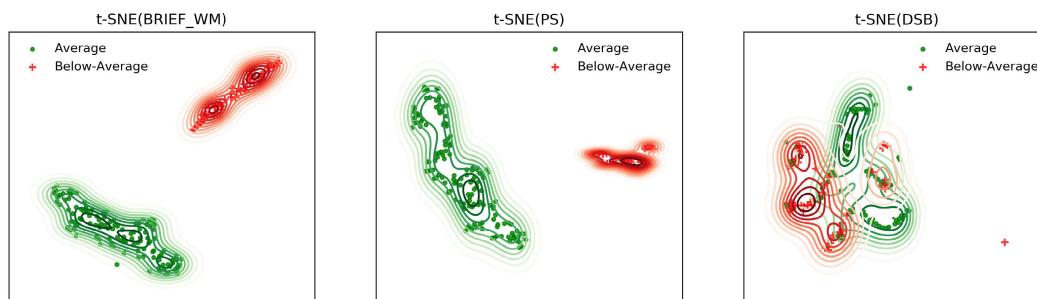 t-SNE(BRIEF_WM)
Average
Below-Average
t-SNE(PS)
Average
Below-Average
t-SNE(DSB)
Average
Below-Average